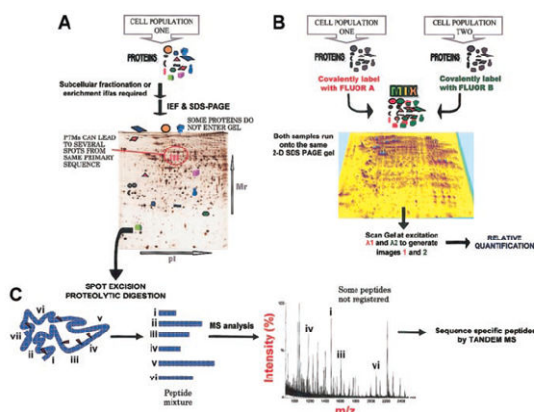 A
CELL POPULATION
ONE
PROTEINS
Subcellular fractionation or
enrichment if/as required
IEF & SDS-PAGE
SOME PROTEINS DO
NOT ENTER GEL
PTMs CAN LEAD
TO SEVERAL
SPOTS FROM
SAME PRIMARY
SEQUENCE
Mr
pI
SPOT EXCISION
PROTEOLYTIC DIGESTION
B
CELL POPULATION
ONE
CELL POPULATION
TWO
PROTEINS
PROTEINS
Covalently label
with FLUOR A
Covalently label
with FLUOR B
MIX
Both samples run
onto the same
2-D SCS PAGE gel
Scan Gel at excitation
λ1 and λ2 to generate
images 1 and 2
RELATIVE
QUANTIFICATION
C
vi
vii
v
iv
iii
ii
i
i
ii
iii
iv
v
vi
Peptide
mixture
MS analysis
Some peptides
not registered
Intensity (%)
i
iv
iii
vi
m/z
Sequence specific peptides
by TANDEM MS